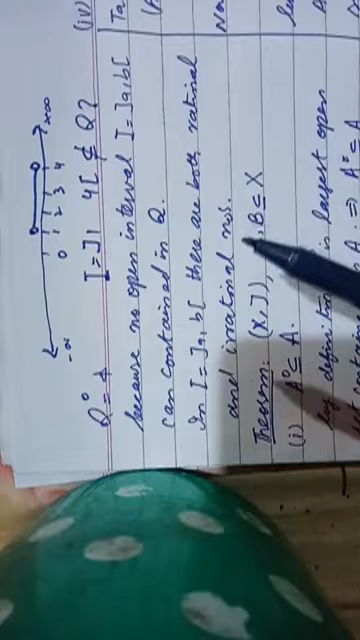 -∞ 0 1 2 3 4 +∞
Q° = ϕ I = ]1, 4[ ⊄ Q?
because no open interval I = ]a, b[
can contained in Q.
In I = ]a, b[ there are both rational
and irrational nos.
Theorem: (X, J), , B ⊆ X
(i) A° ⊆ A.
by definition is largest open
A. ⇒ A° ⊆ A
(iv)